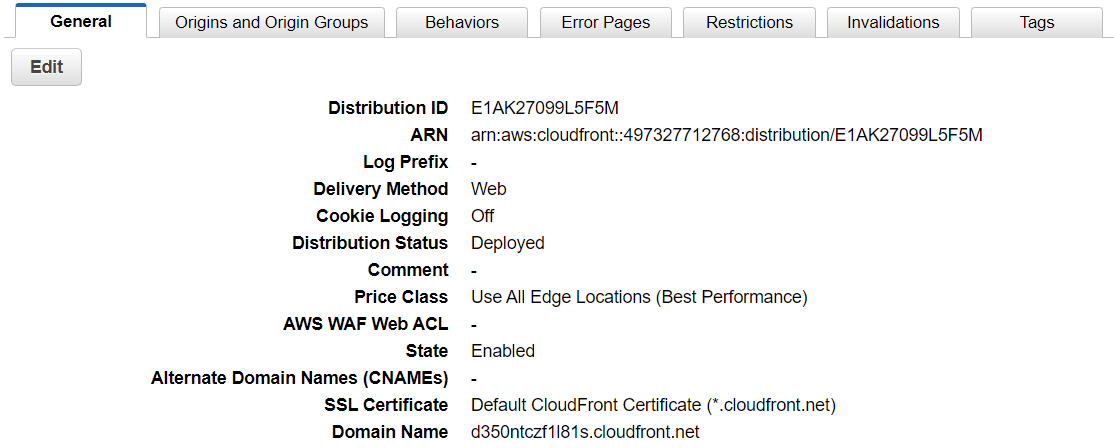 General Origins and Origin Groups Behaviors Error Pages Restrictions Invalidations Tags
Edit
Distribution ID E1AK27099L5F5M
ARN arn:aws:cloudfront::497327712768:distribution/E1AK27099L5F5M
Log Prefix -
Delivery Method Web
Cookie Logging Off
Distribution Status Deployed
Comment -
Price Class Use All Edge Locations (Best Performance)
AWS WAF Web ACL -
State Enabled
Alternate Domain Names (CNAMEs) -
SSL Certificate Default CloudFront Certificate (*.cloudfront.net)
Domain Name d350ntczf1l81s.cloudfront.net